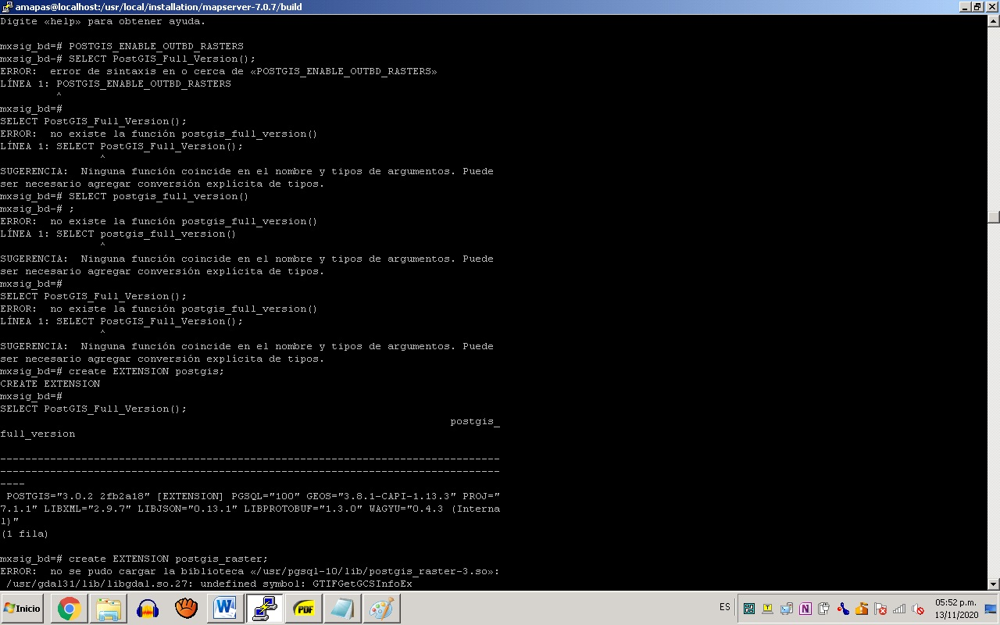 amapas@localhost:/usr/local/installation/mapserver-7.0.7/build
Digite «help» para obtener ayuda.
mxsig_bd=# POSTGIS_ENABLE_OUTBD_RASTERS
mxsig_bd-# SELECT PostGIS_Full_Version();
ERROR:  error de sintaxis en o cerca de «POSTGIS_ENABLE_OUTBD_RASTERS»
LÍNEA 1: POSTGIS_ENABLE_OUTBD_RASTERS
^
mxsig_bd=#
SELECT PostGIS_Full_Version();
ERROR:  no existe la función postgis_full_version()
LÍNEA 1: SELECT PostGIS_Full_Version();
^
SUGERENCIA:  Ninguna función coincide en el nombre y tipos de argumentos. Puede
ser necesario agregar conversión explícita de tipos.
mxsig_bd=# SELECT postgis_full_version()
mxsig_bd-# ;
ERROR:  no existe la función postgis_full_version()
LÍNEA 1: SELECT postgis_full_version()
^
SUGERENCIA:  Ninguna función coincide en el nombre y tipos de argumentos. Puede
ser necesario agregar conversión explícita de tipos.
mxsig_bd=#
SELECT PostGIS_Full_Version();
ERROR:  no existe la función postgis_full_version()
LÍNEA 1: SELECT PostGIS_Full_Version();
^
SUGERENCIA:  Ninguna función coincide en el nombre y tipos de argumentos. Puede
ser necesario agregar conversión explícita de tipos.
mxsig_bd=# create EXTENSION postgis;
CREATE EXTENSION
mxsig_bd=#
SELECT PostGIS_Full_Version();
postgis_
full_version
--------------------------------------------------------------------------------
--------------------------------------------------------------------------------
----
POSTGIS="3.0.2 2fb2a18" [EXTENSION] PGSQL="100" GEOS="3.8.1-CAPI-1.13.3" PROJ="
7.1.1" LIBXML="2.9.7" LIBJSON="0.13.1" LIBPROTOBUF="1.3.0" WAGYU="0.4.3 (Interna
l)"
(1 fila)
mxsig_bd=# create EXTENSION postgis_raster;
ERROR:  no se pudo cargar la biblioteca «/usr/pgsql-10/lib/postgis_raster-3.so»:
/usr/gdal31/lib/libgdal.so.27: undefined symbol: GTIFGetGCSInfoEx
Inicio
W
PDF
ES
T
N
05:52 p.m.
13/11/2020